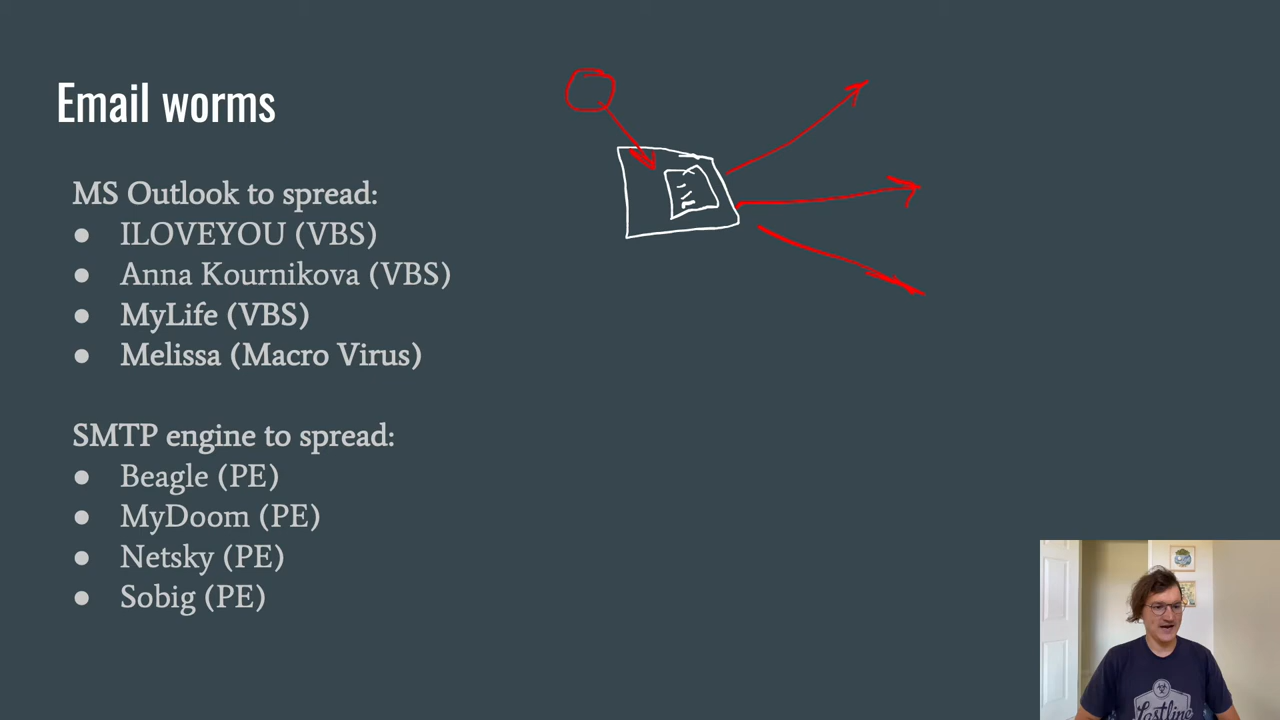 Email worms
MS Outlook to spread:
● ILOVEYOU (VBS)
● Anna Kournikova (VBS)
● MyLife (VBS)
● Melissa (Macro Virus)
SMTP engine to spread:
● Beagle (PE)
● MyDoom (PE)
● Netsky (PE)
● Sobig (PE)
Lastline